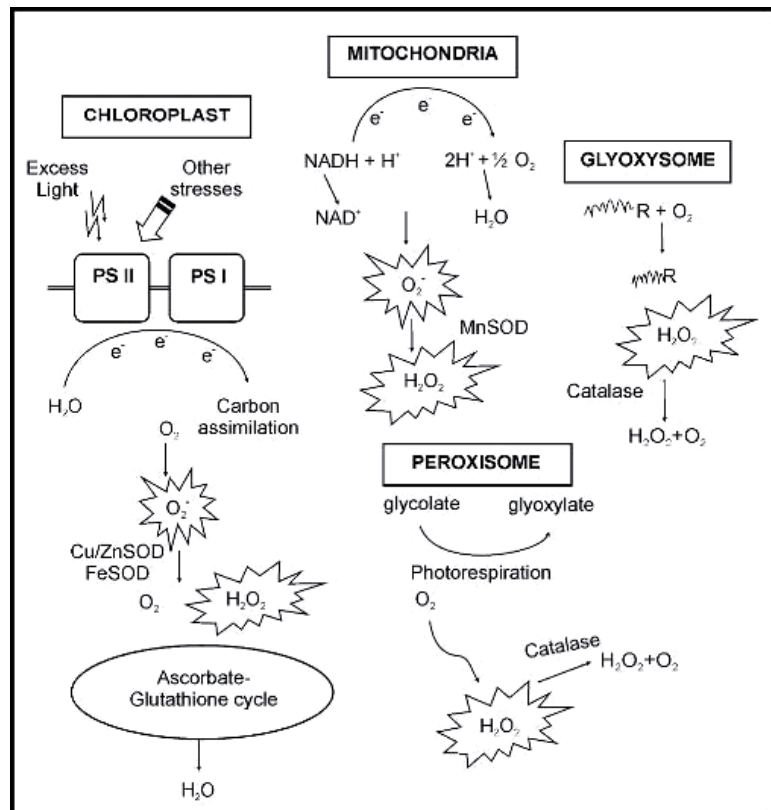 CHLOROPLAST
Excess
Light
Other
stresses
PS II
PS I
e⁻
e⁻
e⁻
H₂O
Carbon
assimilation
O₂
O₂⁻
Cu/ZnSOD
FeSOD
O₂
H₂O₂
Ascorbate-
Glutathione cycle
H₂O
MITOCHONDRIA
e⁻
e⁻
e⁻
NADH + H⁺
2H⁺ + ½ O₂
NAD⁺
H₂O
O₂⁻
MnSOD
H₂O₂
GLYOXYSOME
R + O₂
R
H₂O₂
Catalase
H₂O₂+O₂
PEROXISOME
glycolate
glyoxylate
Photorespiration
O₂
Catalase
H₂O₂+O₂
H₂O₂